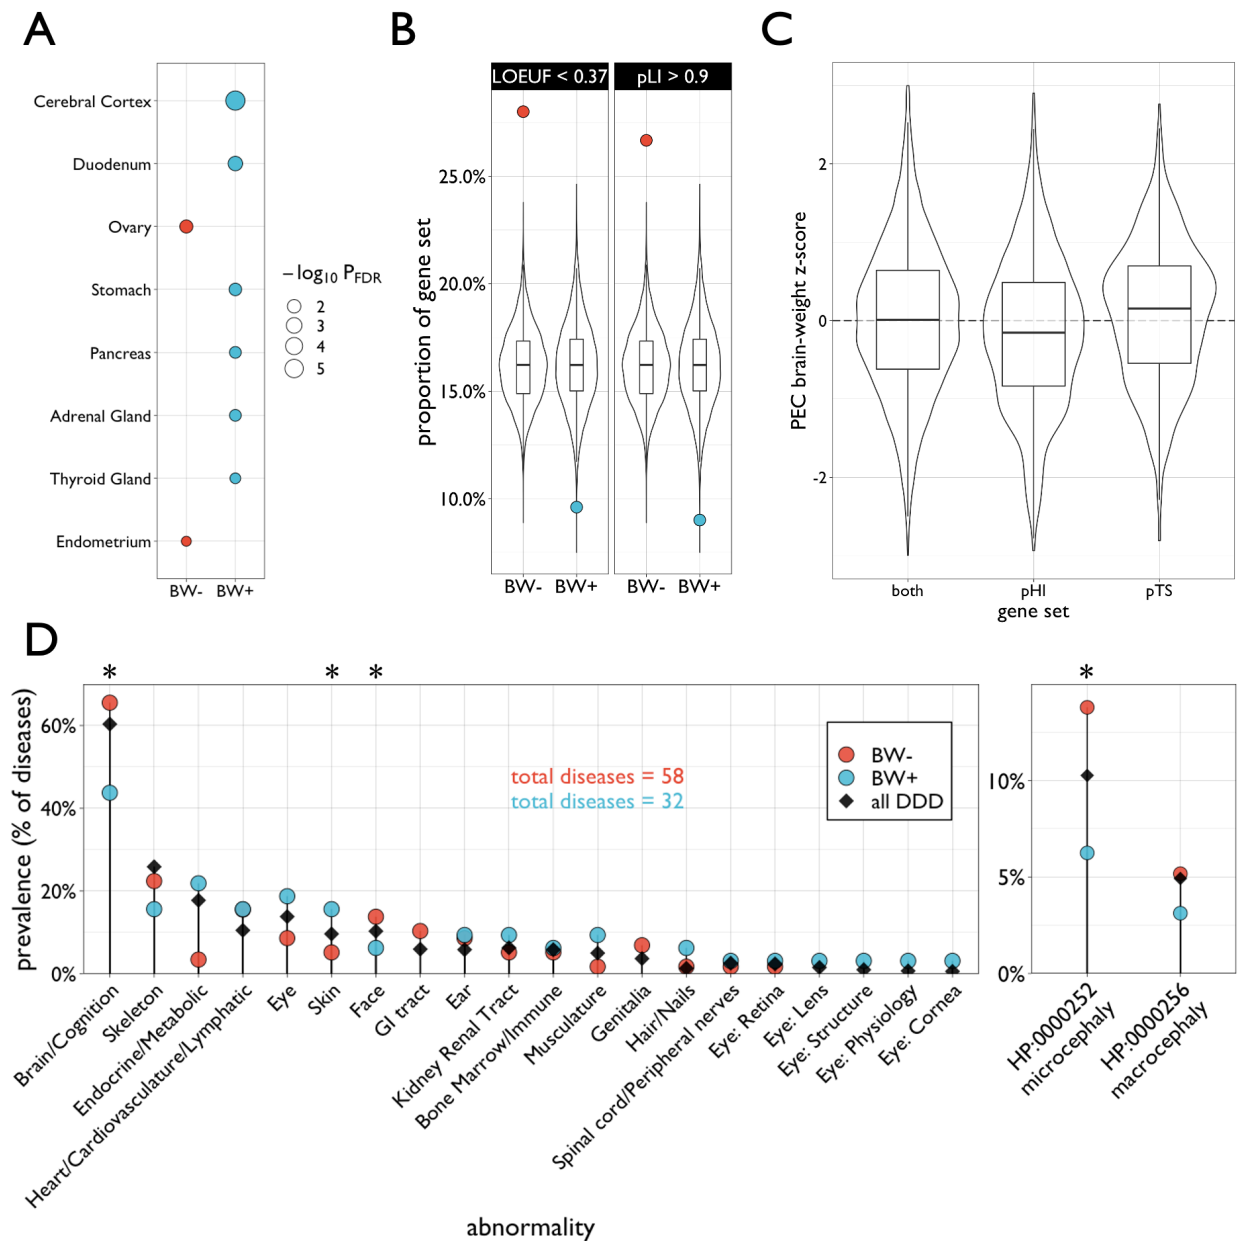 A
Cerebral Cortex
Duodenum
Ovary
Stomach
Pancreas
Adrenal Gland
Thyroid Gland
Endometrium
BW- BW+
−log10 PFDR
2
3
4
5
B
LOEUF < 0.37 pLI > 0.9
proportion of gene set
25.0%
20.0%
15.0%
10.0%
BW- BW+ BW- BW+
C
PEC brain-weight z-score
2
0
-2
both pHI pTS
gene set
D
* * * *
prevalence (% of diseases)
60%
40%
20%
0%
total diseases = 58
total diseases = 32
BW-
BW+
all DDD
10%
5%
0%
Brain/Cognition
Skeleton
Endocrine/Metabolic
Heart/Cardiovasculature/Lymphatic
Eye
Skin
Face
GI tract
Ear
Kidney Renal Tract
Bone Marrow/Immune
Musculature
Genitalia
Hair/Nails
Spinal cord/Peripheral nerves
Eye: Retina
Eye: Lens
Eye: Structure
Eye: Physiology
Eye: Cornea
HP:0000252
microcephaly
HP:0000256
macrocephaly
abnormality